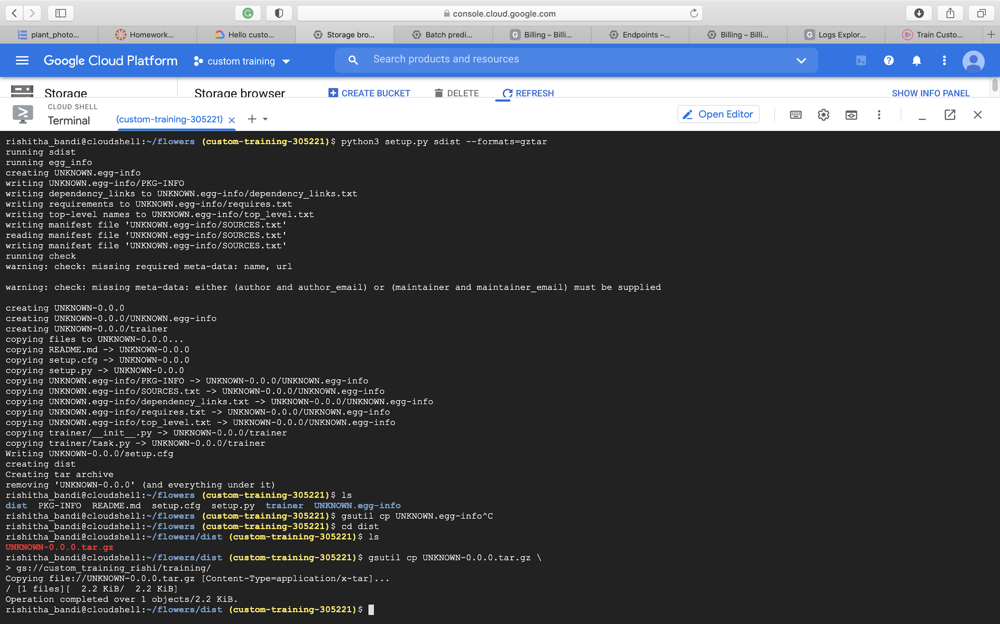 console.cloud.google.com
plant_photo...
Homework...
Hello custo...
Storage bro...
Batch predi...
G Billing – Billi...
Endpoints –...
Billing – Billi...
G Logs Explor...
Train Custo...
Google Cloud Platform
custom training
Search products and resources
Storage
Storage browser
CREATE BUCKET
DELETE
REFRESH
SHOW INFO PANEL
CLOUD SHELL
Terminal
(custom-training-305221)
Open Editor
rishitha_bandi@cloudshell:~/flowers (custom-training-305221)$ python3 setup.py sdist --formats=gztar
running sdist
running egg_info
creating UNKNOWN.egg-info
writing UNKNOWN.egg-info/PKG-INFO
writing dependency_links to UNKNOWN.egg-info/dependency_links.txt
writing requirements to UNKNOWN.egg-info/requires.txt
writing top-level names to UNKNOWN.egg-info/top_level.txt
writing manifest file 'UNKNOWN.egg-info/SOURCES.txt'
reading manifest file 'UNKNOWN.egg-info/SOURCES.txt'
writing manifest file 'UNKNOWN.egg-info/SOURCES.txt'
running check
warning: check: missing required meta-data: name, url
warning: check: missing meta-data: either (author and author_email) or (maintainer and maintainer_email) must be supplied
creating UNKNOWN-0.0.0
creating UNKNOWN-0.0.0/UNKNOWN.egg-info
creating UNKNOWN-0.0.0/trainer
copying files to UNKNOWN-0.0.0...
copying README.md -> UNKNOWN-0.0.0
copying setup.cfg -> UNKNOWN-0.0.0
copying setup.py -> UNKNOWN-0.0.0
copying UNKNOWN.egg-info/PKG-INFO -> UNKNOWN-0.0.0/UNKNOWN.egg-info
copying UNKNOWN.egg-info/SOURCES.txt -> UNKNOWN-0.0.0/UNKNOWN.egg-info
copying UNKNOWN.egg-info/dependency_links.txt -> UNKNOWN-0.0.0/UNKNOWN.egg-info
copying UNKNOWN.egg-info/requires.txt -> UNKNOWN-0.0.0/UNKNOWN.egg-info
copying UNKNOWN.egg-info/top_level.txt -> UNKNOWN-0.0.0/UNKNOWN.egg-info
copying trainer/__init__.py -> UNKNOWN-0.0.0/trainer
copying trainer/task.py -> UNKNOWN-0.0.0/trainer
Writing UNKNOWN-0.0.0/setup.cfg
creating dist
Creating tar archive
removing 'UNKNOWN-0.0.0' (and everything under it)
rishitha_bandi@cloudshell:~/flowers (custom-training-305221)$ ls
dist  PKG-INFO  README.md  setup.cfg  setup.py  trainer  UNKNOWN.egg-info
rishitha_bandi@cloudshell:~/flowers (custom-training-305221)$ gsutil cp UNKNOWN.egg-info^C
rishitha_bandi@cloudshell:~/flowers (custom-training-305221)$ cd dist
rishitha_bandi@cloudshell:~/flowers/dist (custom-training-305221)$ ls
UNKNOWN-0.0.0.tar.gz
rishitha_bandi@cloudshell:~/flowers/dist (custom-training-305221)$ gsutil cp UNKNOWN-0.0.0.tar.gz \
> gs://custom_training_rishi/training/
Copying file://UNKNOWN-0.0.0.tar.gz [Content-Type=application/x-tar]...
/ [1 files][  2.2 KiB/  2.2 KiB]
Operation completed over 1 objects/2.2 KiB.
rishitha_bandi@cloudshell:~/flowers/dist (custom-training-305221)$